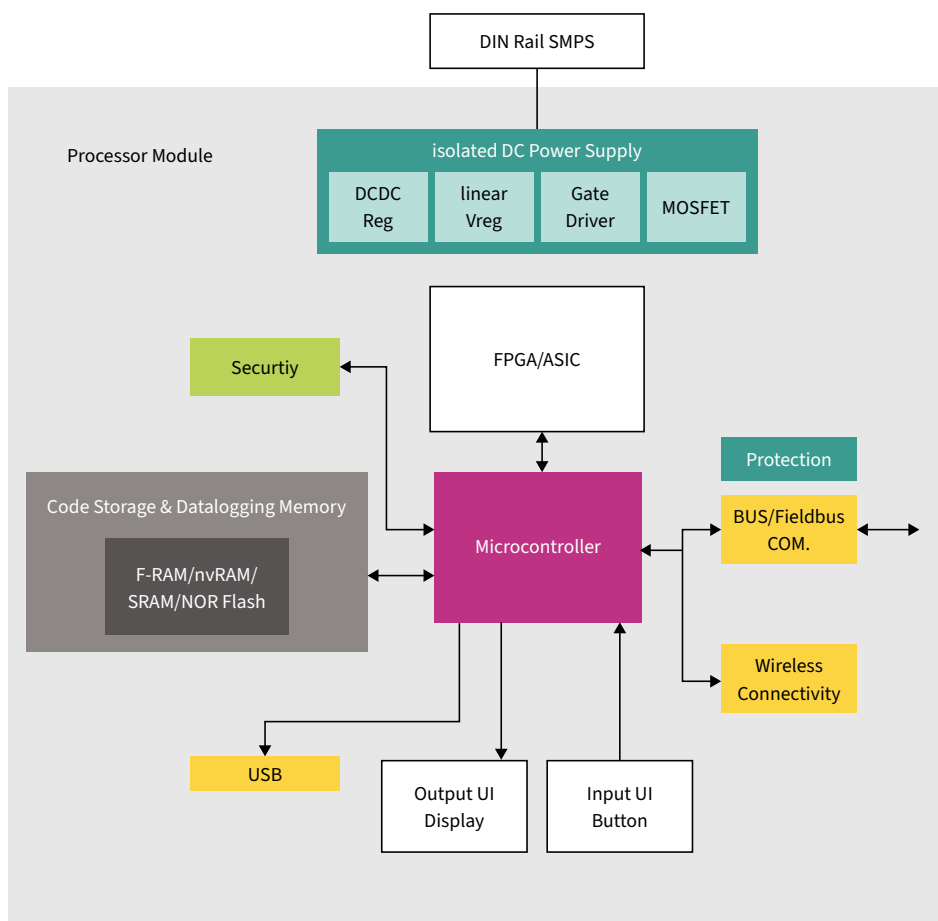 DIN Rail SMPS
Processor Module
isolated DC Power Supply
DCDC
Reg
linear
Vreg
Gate
Driver
MOSFET
FPGA/ASIC
Securtiy
Protection
Code Storage & Datalogging Memory
F-RAM/nvRAM/
SRAM/NOR Flash
Microcontroller
BUS/Fieldbus
COM.
Wireless
Connectivity
USB
Output UI
Display
Input UI
Button